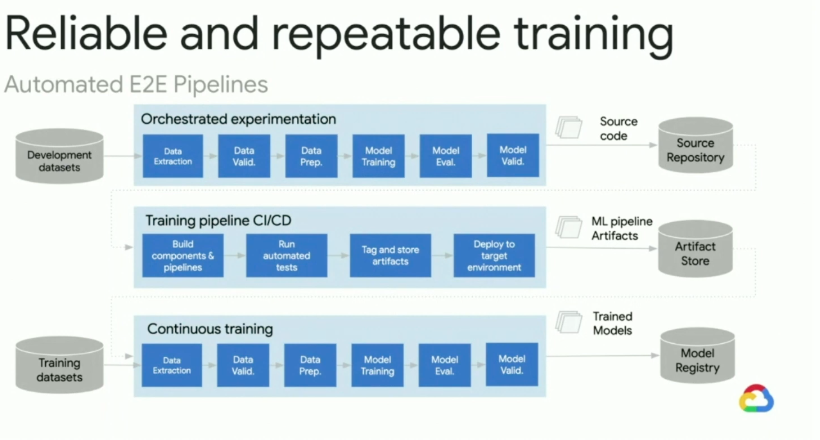 Reliable and repeatable training
Automated E2E Pipelines
Orchestrated experimentation
Development
datasets
Data
Extraction
Data
Valid.
Data
Prep.
Model
Training
Model
Eval.
Model
Valid.
Source
code
Source
Repository
Training pipeline CI/CD
Build
components &
pipelines
Run
automated
tests
Tag and store
artifacts
Deploy to
target
environment
ML pipeline
Artifacts
Artifact
Store
Continuous training
Training
datasets
Data
Extraction
Data
Valid.
Data
Prep.
Model
Training
Model
Eval.
Model
Valid.
Trained
Models
Model
Registry